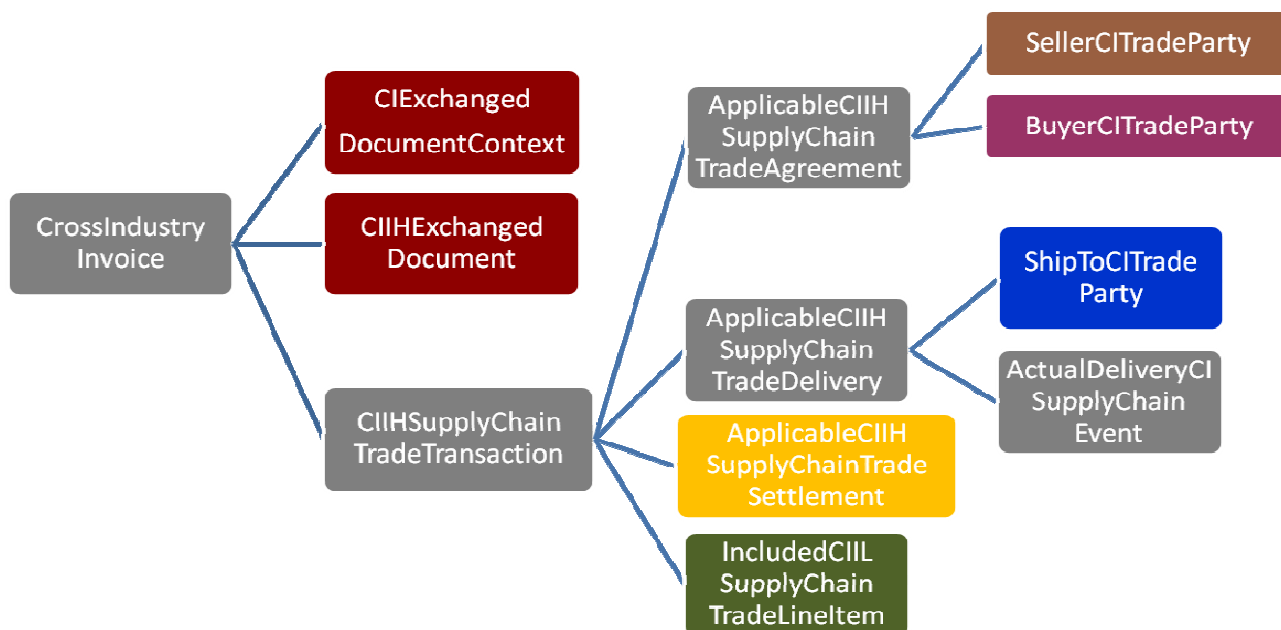 CrossIndustry
Invoice
CIExchanged
DocumentContext
CIIHExchanged
Document
CIIHSupplyChain
TradeTransaction
ApplicableCIIH
SupplyChain
TradeAgreement
ApplicableCIIH
SupplyChain
TradeDelivery
ApplicableCIIH
SupplyChainTrade
Settlement
IncludedCIIL
SupplyChain
TradeLineItem
SellerCITradeParty
BuyerCITradeParty
ShipToCITrade
Party
ActualDeliveryCI
SupplyChain
Event